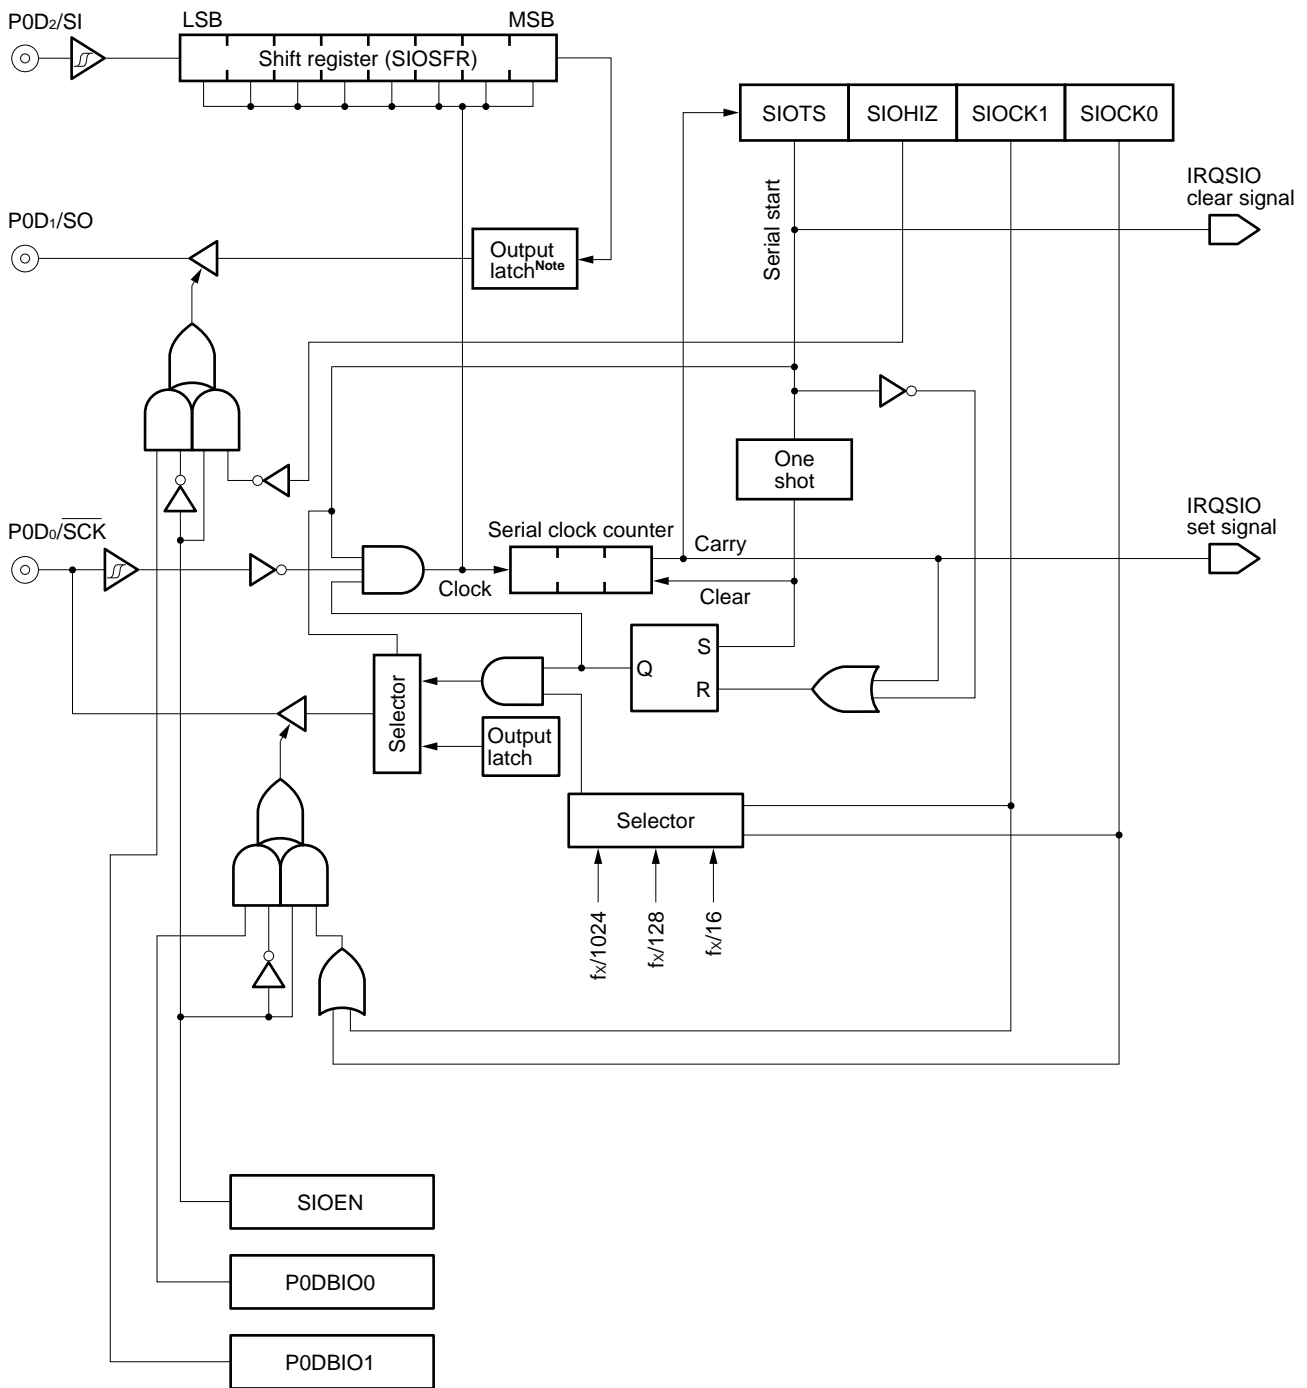 P0D₂/SI
LSB
MSB
Shift register (SIOSFR)
SIOTS
SIOHIZ
SIOCK1
SIOCK0
IRQSIO
clear signal
Serial start
P0D₁/SO
Output
latch Note
One
shot
P0D₀/S̅C̅K̅
Serial clock counter
Carry
IRQSIO
set signal
Clock
Clear
S
Q
R
Selector
Output
latch
Selector
fx/1024
fx/128
fx/16
SIOEN
P0DBIO0
P0DBIO1